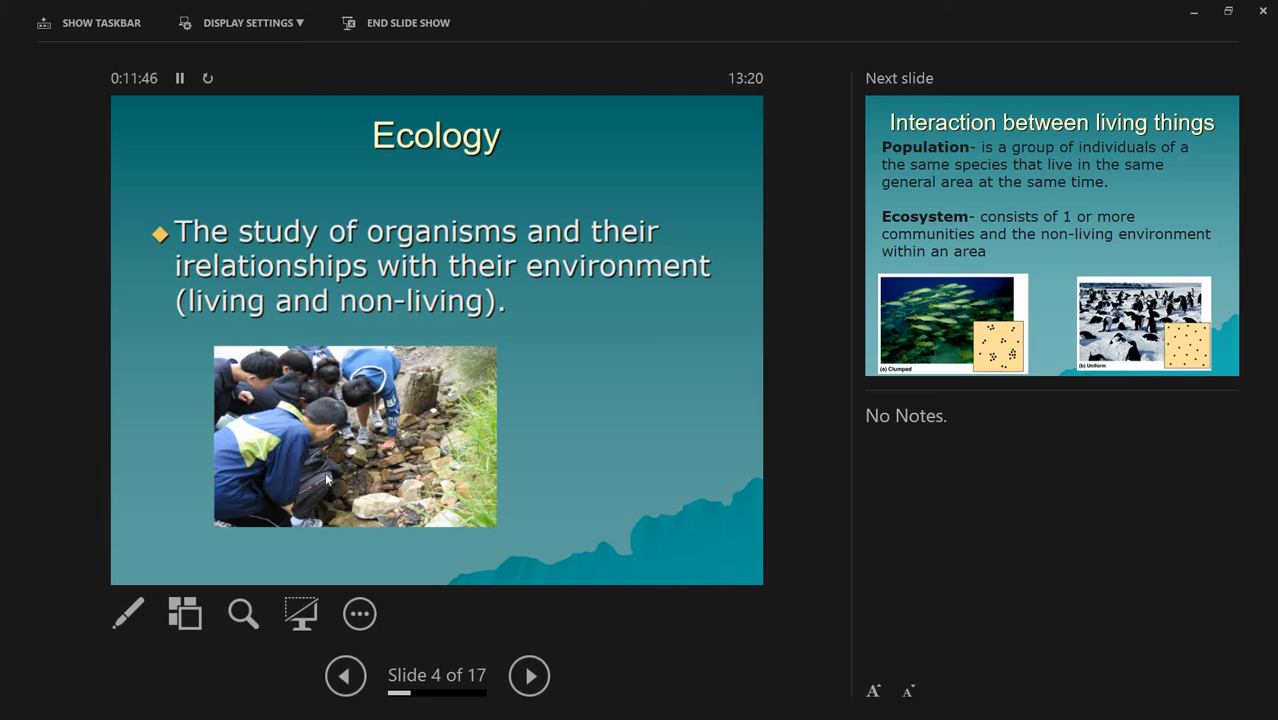 SHOW TASKBAR
DISPLAY SETTINGS ▼
END SLIDE SHOW
0:11:46
13:20
Ecology
The study of organisms and their
irelationships with their environment
(living and non-living).
Slide 4 of 17
Next slide
Interaction between living things
Population- is a group of individuals of a
the same species that live in the same
general area at the same time.
Ecosystem- consists of 1 or more
communities and the non-living environment
within an area
(a) Clumped
(b) Uniform
No Notes.
A A